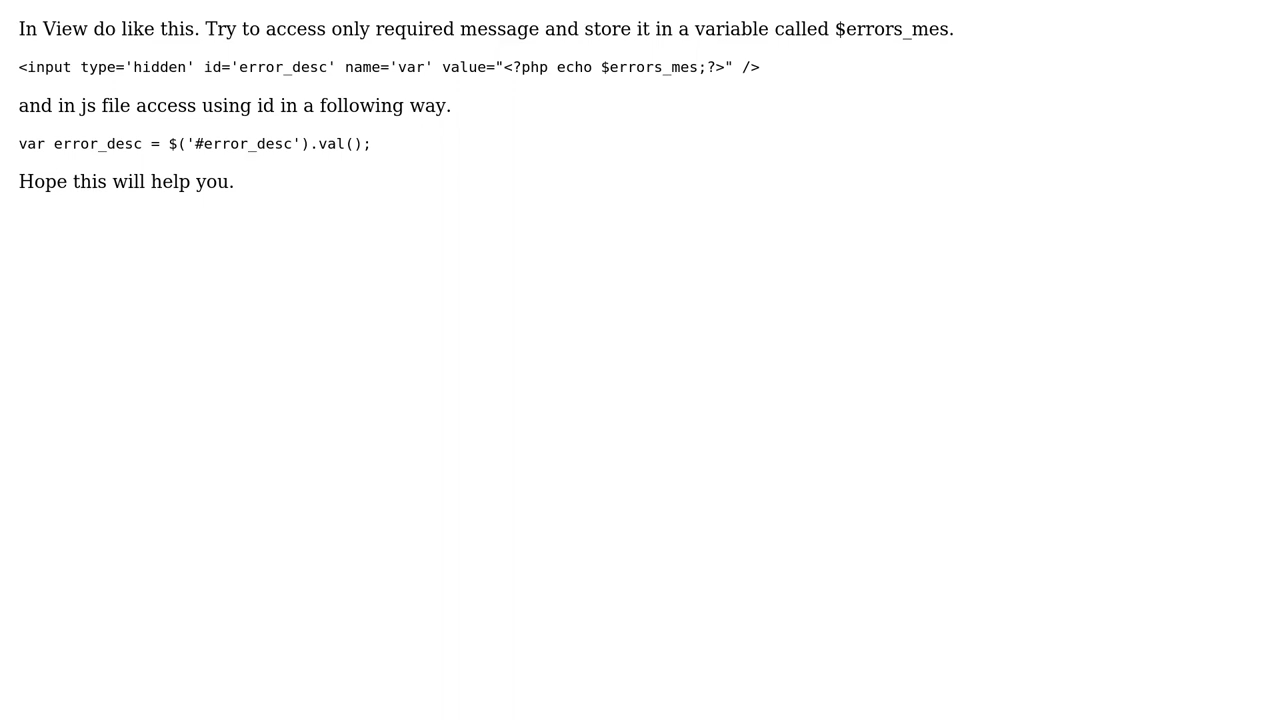 In View do like this. Try to access only required message and store it in a variable called $errors_mes.
<input type='hidden' id='error_desc' name='var' value="<?php echo $errors_mes;?>" />
and in js file access using id in a following way.
var error_desc = $('#error_desc').val();
Hope this will help you.